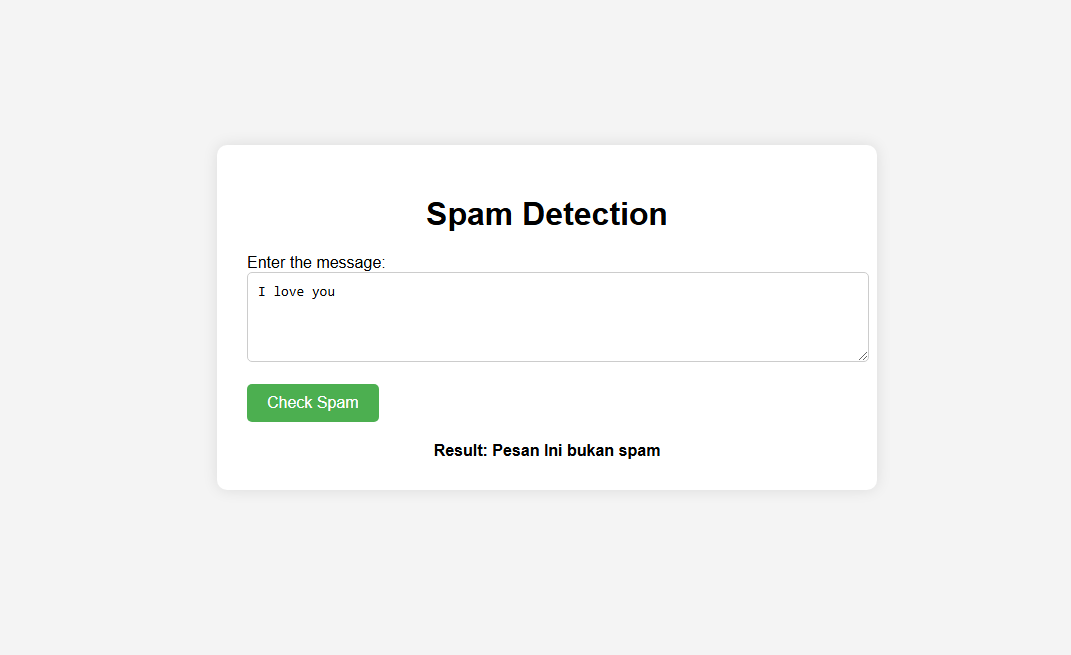 Spam Detection
Enter the message:
I love you
Check Spam
Result: Pesan Ini bukan spam